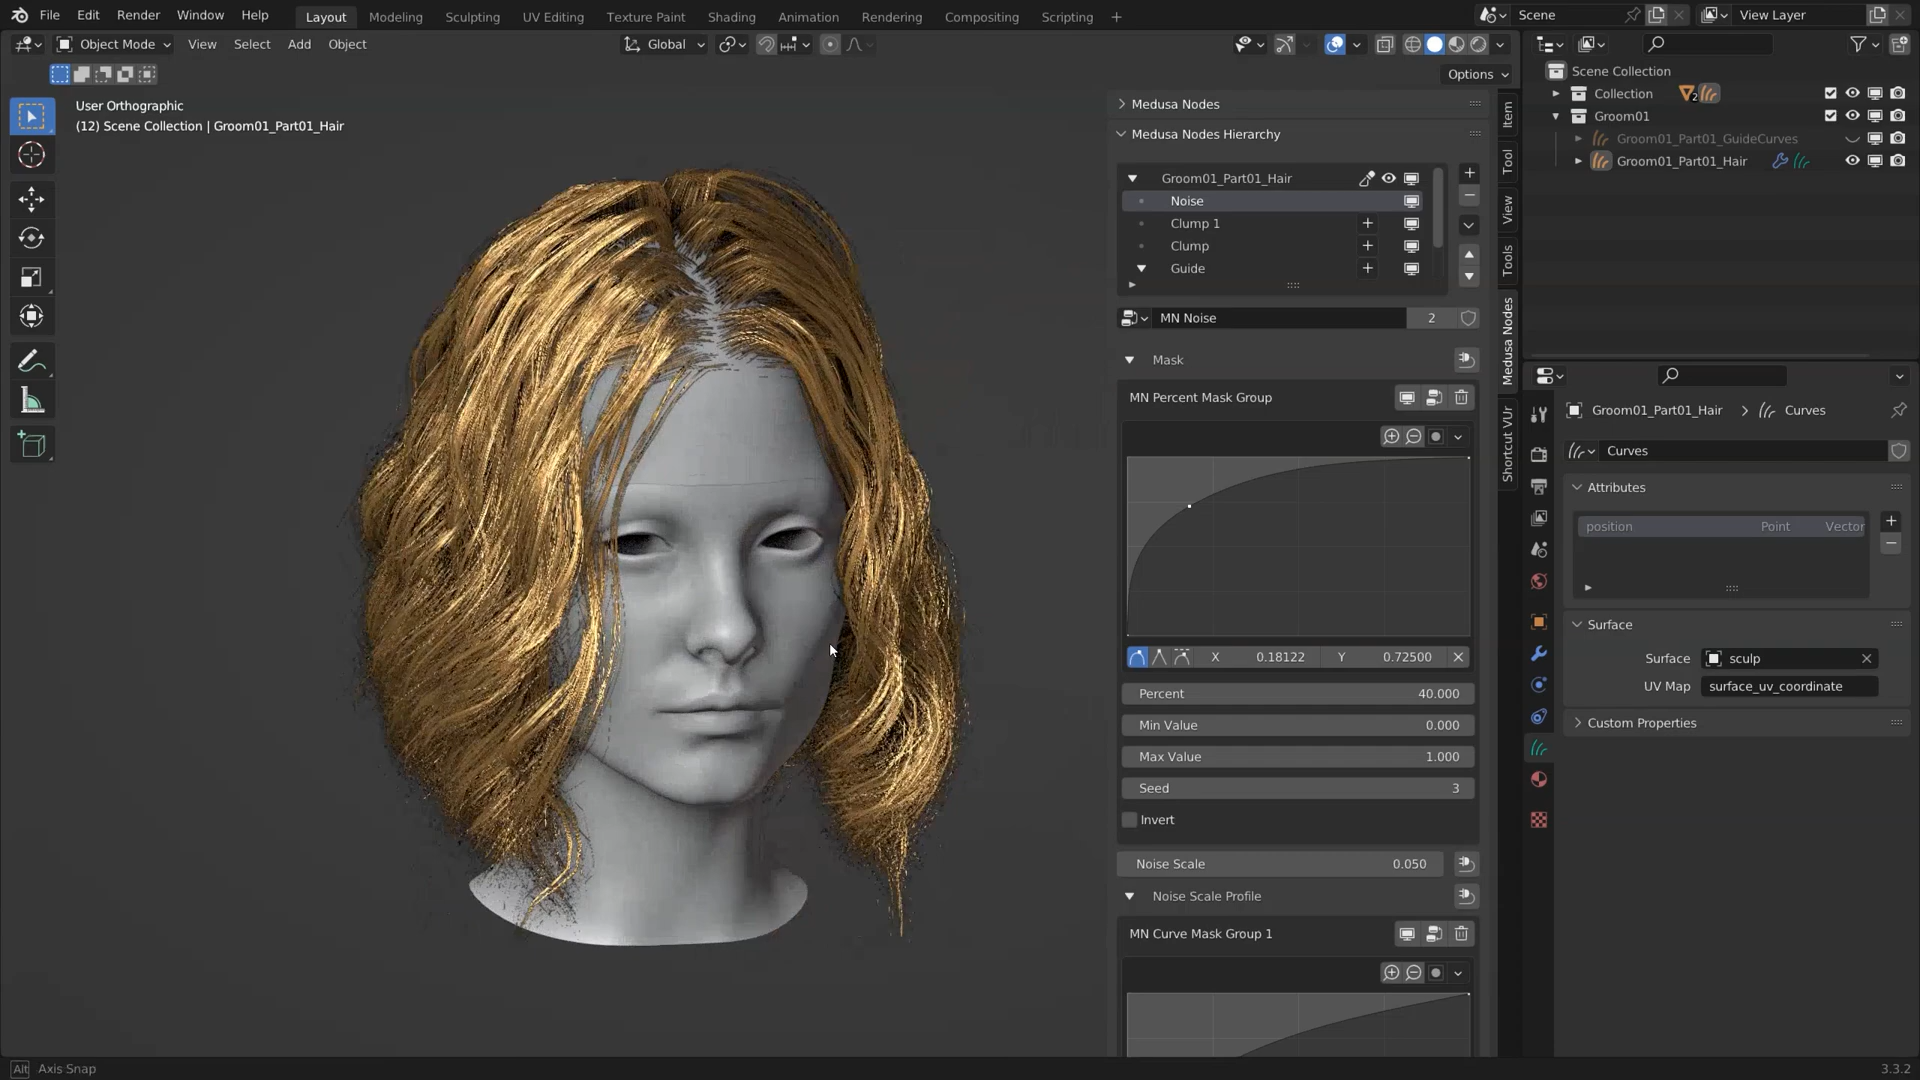 File Edit Render Window Help Layout Modeling Sculpting UV Editing Texture Paint Shading Animation Rendering Compositing Scripting + Scene View Layer
Object Mode View Select Add Object Global
Options
User Orthographic
(12) Scene Collection | Groom01_Part01_Hair
Medusa Nodes
Medusa Nodes Hierarchy
Groom01_Part01_Hair
Noise
Clump 1
Clump
Guide
MN Noise 2
Mask
MN Percent Mask Group
X 0.18122 Y 0.72500
Percent 40.000
Min Value 0.000
Max Value 1.000
Seed 3
Invert
Noise Scale 0.050
Noise Scale Profile
MN Curve Mask Group 1
Item
Tool
View
Tools
Medusa Nodes
Shortcut VUr
Scene Collection
Collection 2
Groom01
Groom01_Part01_GuideCurves
Groom01_Part01_Hair
Groom01_Part01_Hair > Curves
Curves
Attributes
position Point Vector
Surface
Surface sculp
UV Map surface_uv_coordinate
Custom Properties
Alt Axis Snap
3.3.2